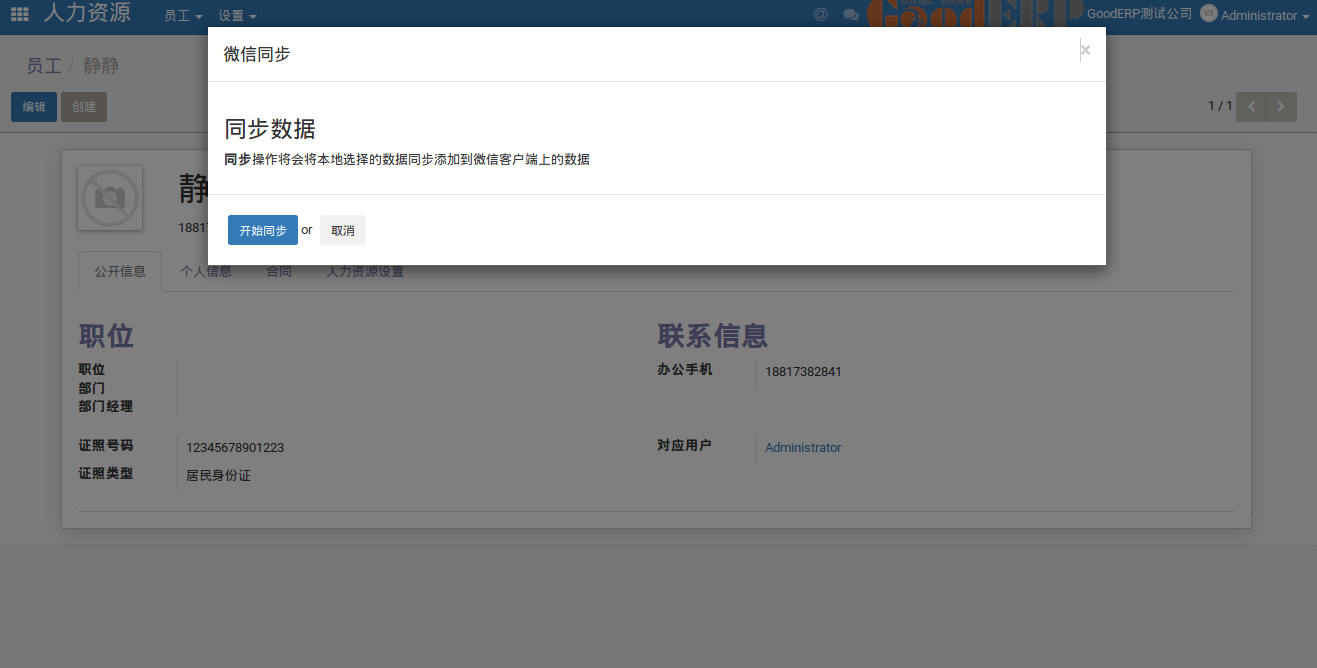 人力资源 员工 设置 @ GoodERP GoodERP测试公司 Administrator
微信同步 ×
员工 / 静静
编辑 创建 1 / 1
同步数据
同步操作将会将本地选择的数据同步添加到微信客户端上的数据
静
1881
开始同步 or 取消
公开信息 个人信息 合同 人力资源设置
职位 联系信息
职位 办公手机 18817382841
部门
部门经理
证照号码 12345678901223 对应用户 Administrator
证照类型 居民身份证